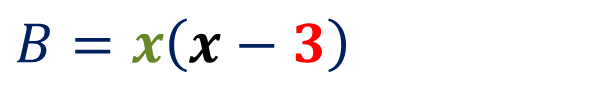 B = x(x − 3)